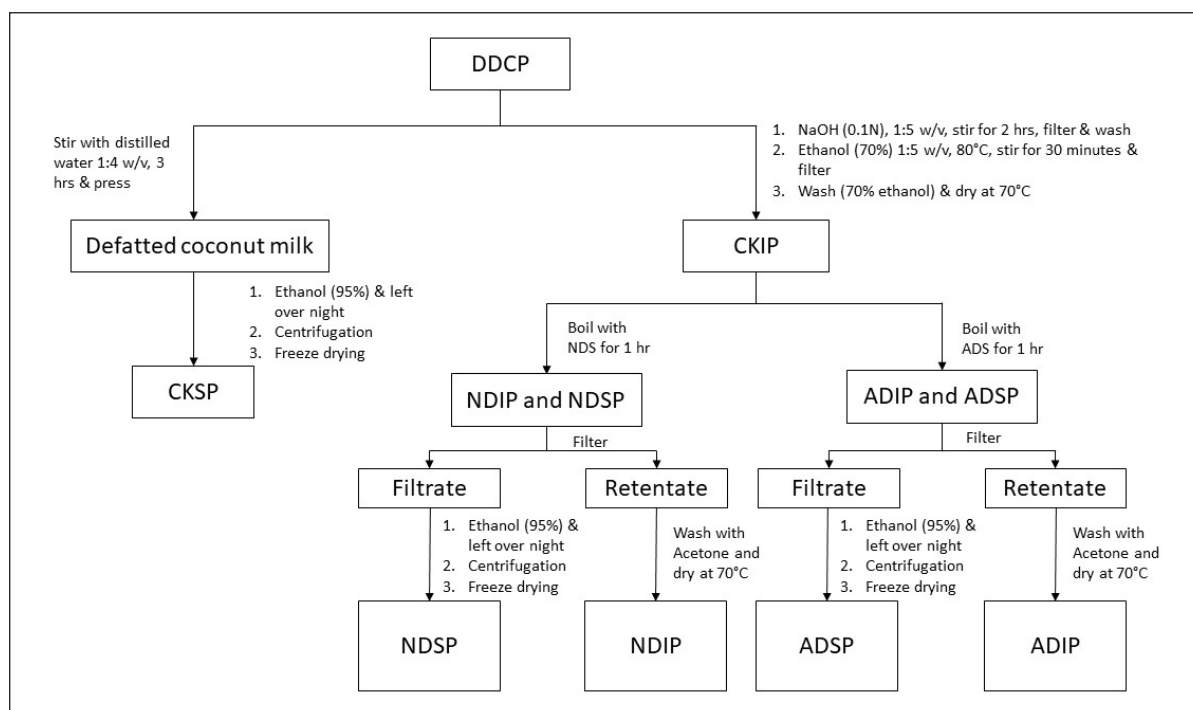 DDCP
Stir with distilled
water 1:4 w/v, 3
hrs & press
1. NaOH (0.1N), 1:5 w/v, stir for 2 hrs, filter & wash
2. Ethanol (70%) 1:5 w/v, 80°C, stir for 30 minutes &
filter
3. Wash (70% ethanol) & dry at 70°C
Defatted coconut milk
CKIP
1. Ethanol (95%) & left
over night
2. Centrifugation
3. Freeze drying
Boil with
NDS for 1 hr
Boil with
ADS for 1 hr
CKSP
NDIP and NDSP
ADIP and ADSP
Filter
Filter
Filtrate
Retentate
Filtrate
Retentate
1. Ethanol (95%) &
left over night
2. Centrifugation
3. Freeze drying
Wash with
Acetone and
dry at 70°C
1. Ethanol (95%) &
left over night
2. Centrifugation
3. Freeze drying
Wash with
Acetone and
dry at 70°C
NDSP
NDIP
ADSP
ADIP